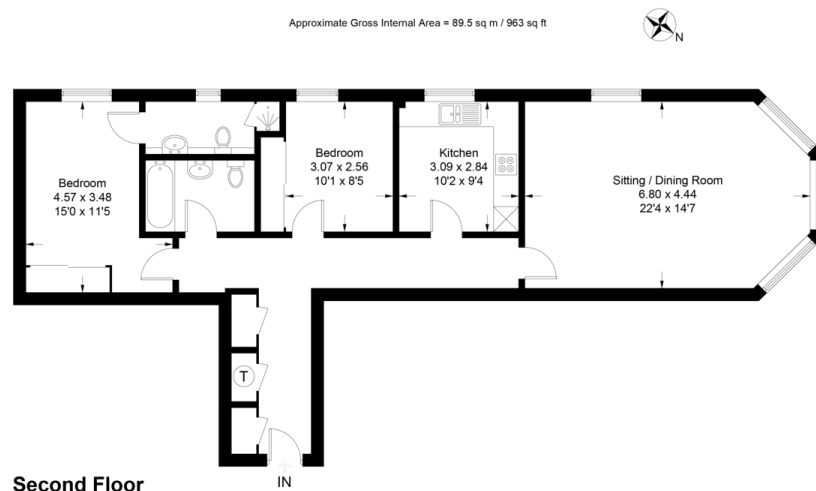 Approximate Gross Internal Area = 89.5 sq m / 963 sq ft
N
Bedroom
4.57 x 3.48
15'0 x 11'5
Bedroom
3.07 x 2.56
10'1 x 8'5
Kitchen
3.09 x 2.84
10'2 x 9'4
Sitting / Dining Room
6.80 x 4.44
22'4 x 14'7
T
IN
Second Floor